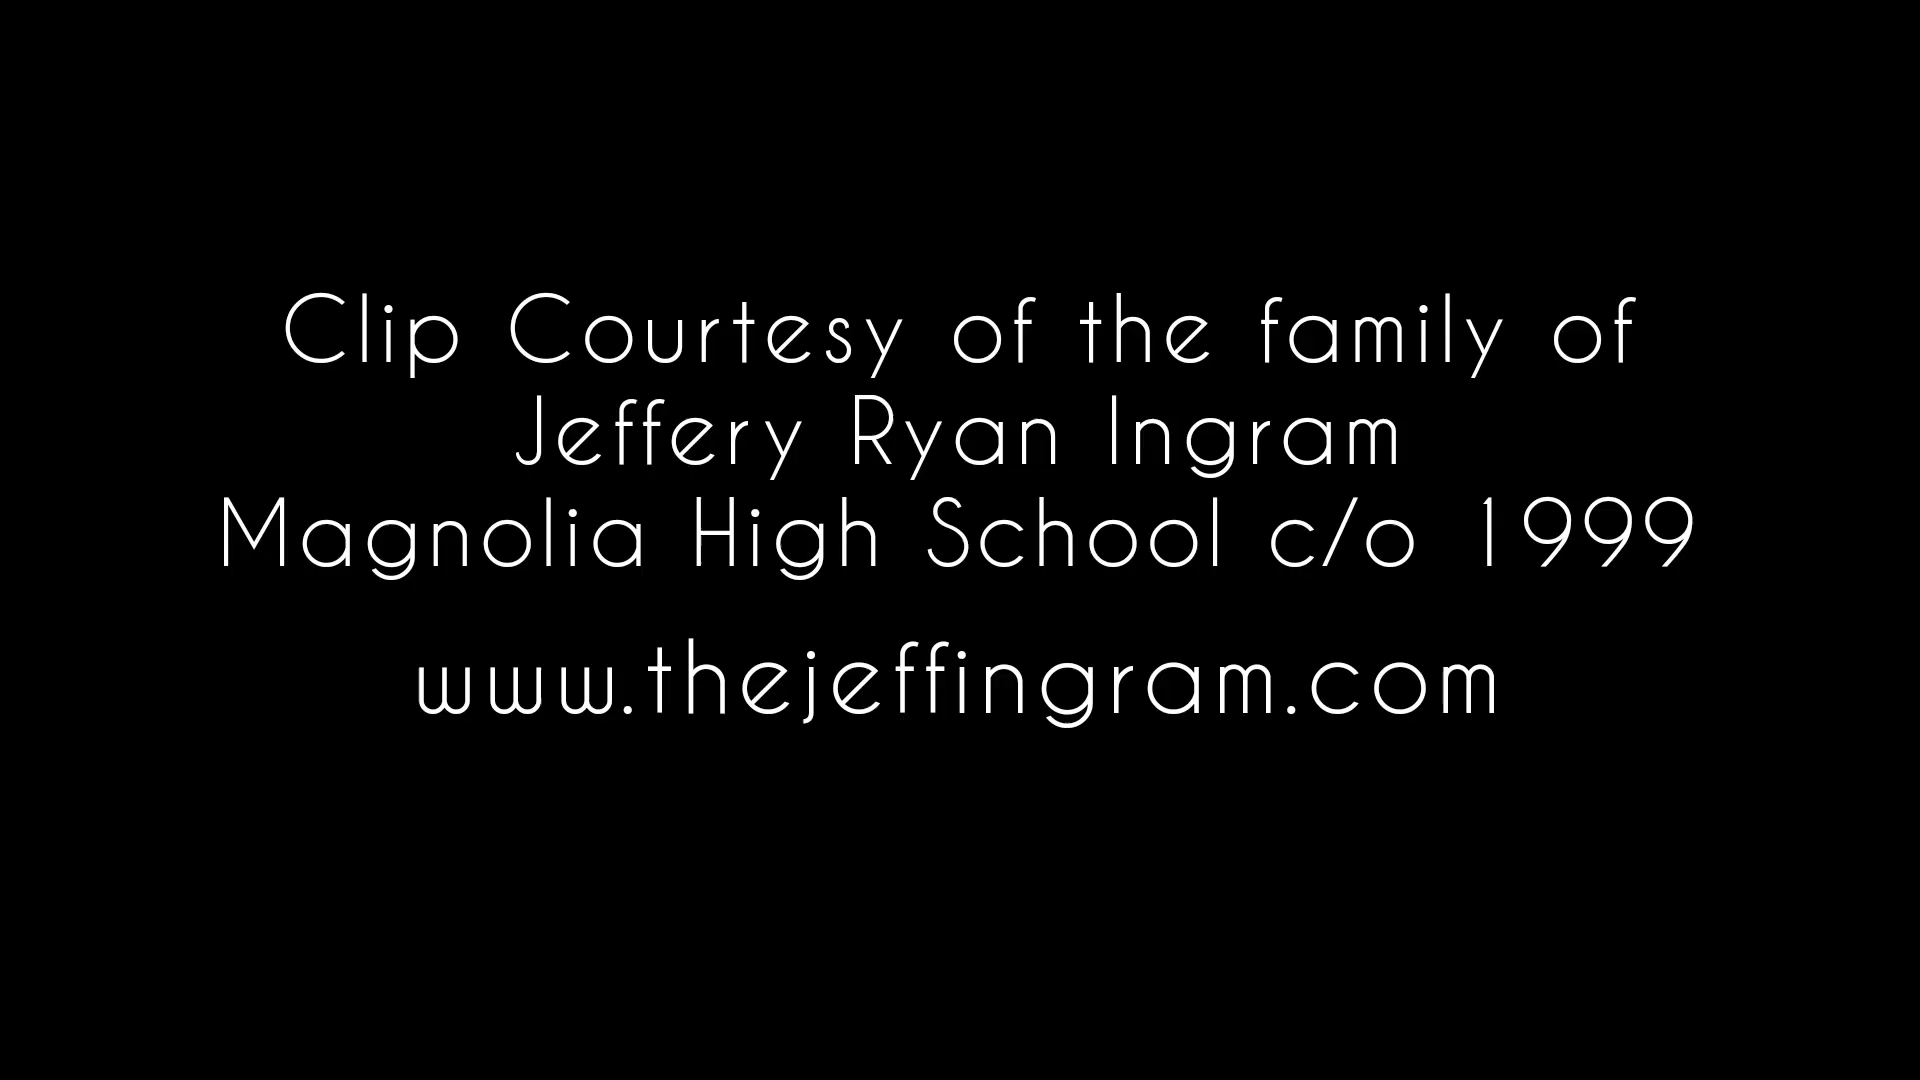 Clip Courtesy of the family of
Jeffery Ryan Ingram
Magnolia High School c/o 1999
www.thejeffingram.com